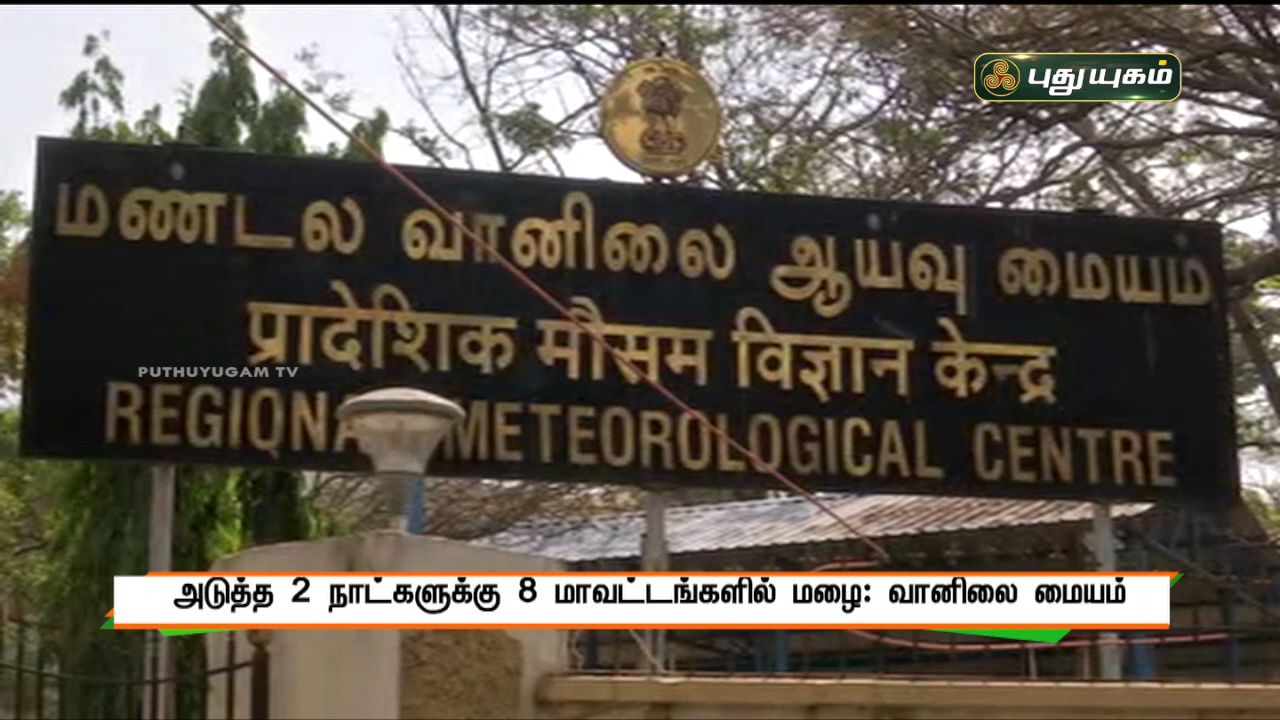 புதுயுகம்
மண்டல வானிலை ஆய்வு மையம்
प्रादेशिक मौसम विज्ञान केन्द्र
PUTHUYUGAM TV
REGIONAL METEOROLOGICAL CENTRE
அடுத்த 2 நாட்களுக்கு 8 மாவட்டங்களில் மழை: வானிலை மையம்